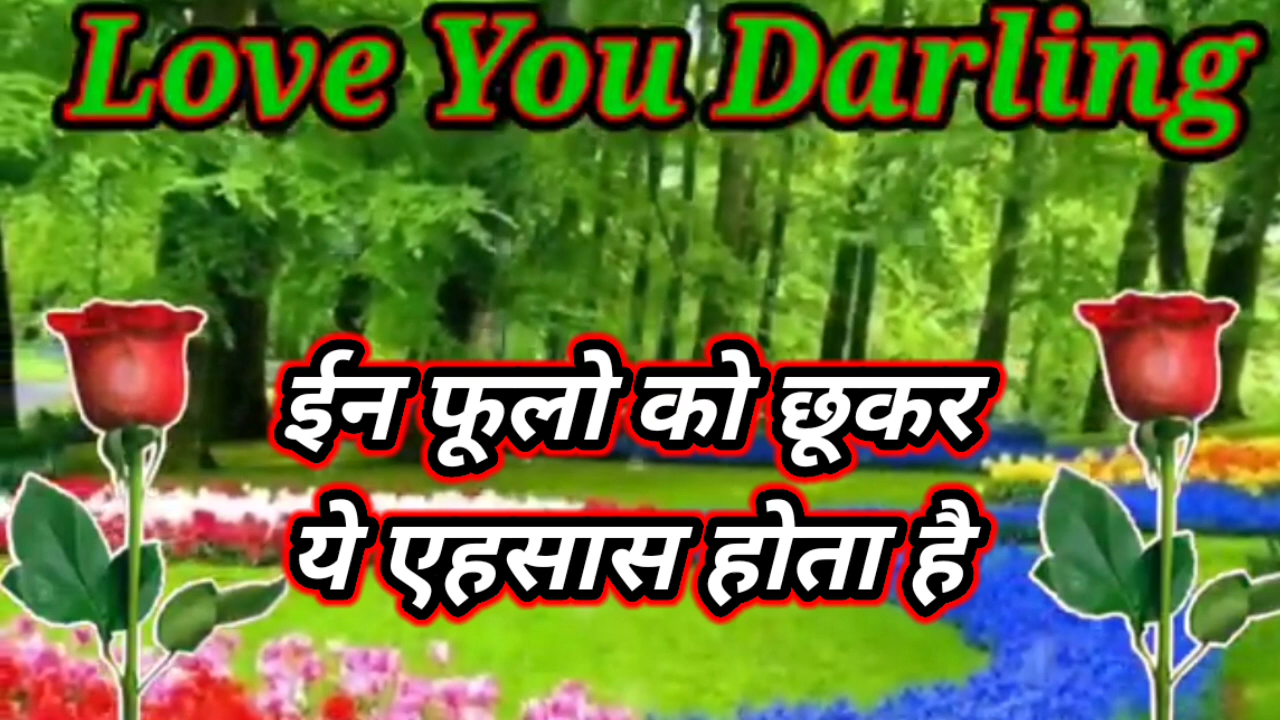 Love You Darling
ईन फूलो को छूकर
ये एहसास होता है